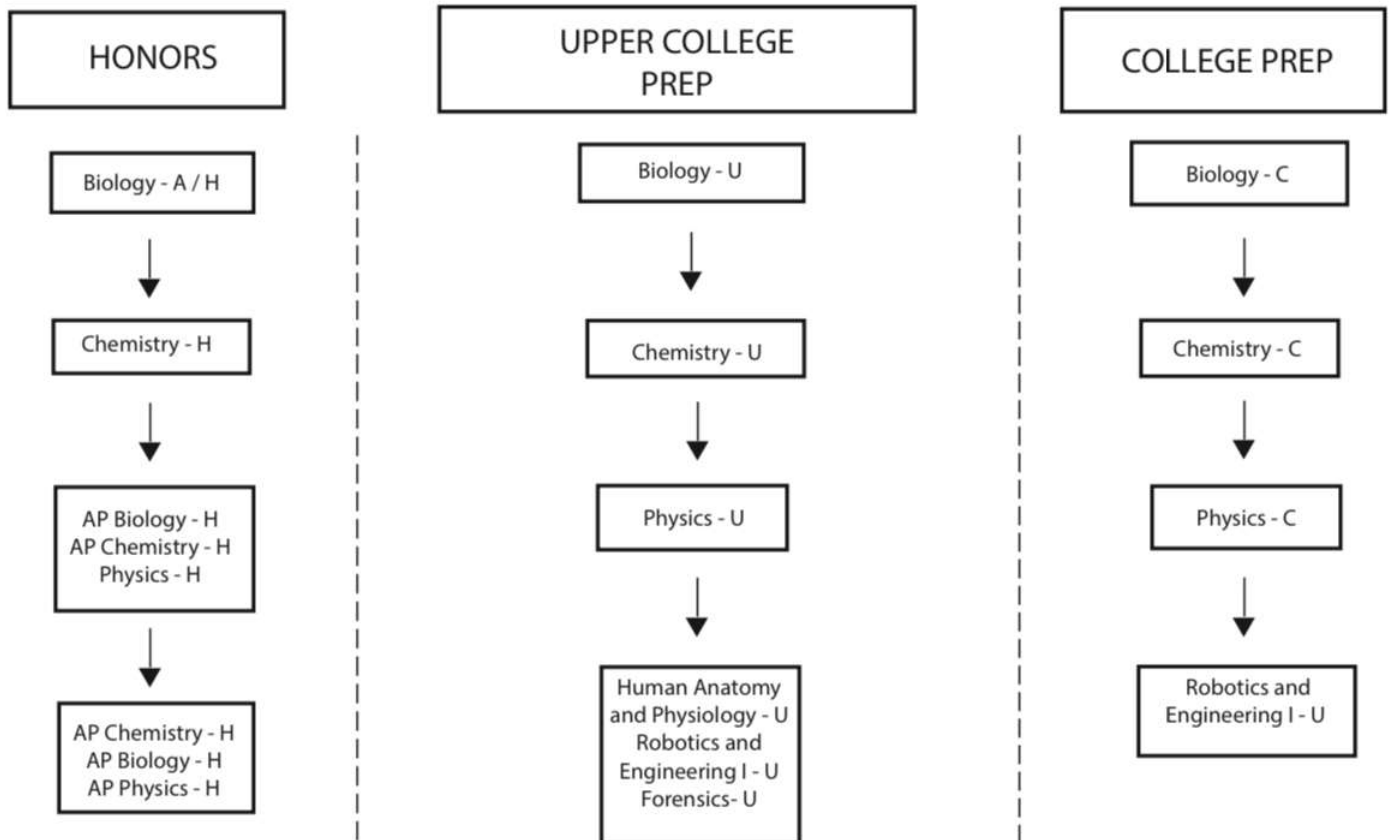 HONORS
Biology - A / H
Chemistry - H
AP Biology - H
AP Chemistry - H
Physics - H
AP Chemistry - H
AP Biology - H
AP Physics - H
UPPER COLLEGE
PREP
Biology - U
Chemistry - U
Physics - U
Human Anatomy
and Physiology - U
Robotics and
Engineering I - U
Forensics- U
COLLEGE PREP
Biology - C
Chemistry - C
Physics - C
Robotics and
Engineering I - U